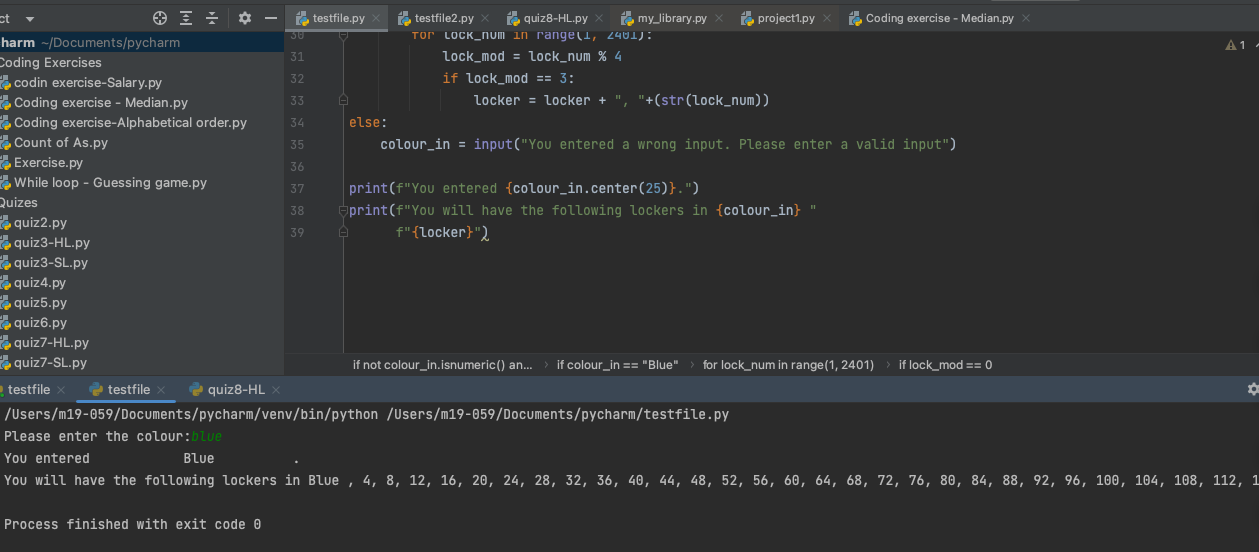 ct
testfile.py
testfile2.py
quiz8-HL.py
my_library.py
project1.py
Coding exercise - Median.py
harm ~/Documents/pycharm
Coding Exercises
codin exercise-Salary.py
Coding exercise - Median.py
Coding exercise-Alphabetical order.py
Count of As.py
Exercise.py
While loop - Guessing game.py
Quizes
quiz2.py
quiz3-HL.py
quiz3-SL.py
quiz4.py
quiz5.py
quiz6.py
quiz7-HL.py
quiz7-SL.py
1
30 for lock_num in range(1, 2401):
31 lock_mod = lock_num % 4
32 if lock_mod == 3:
33 locker = locker + ", "+(str(lock_num))
34 else:
35 colour_in = input("You entered a wrong input. Please enter a valid input")
36
37 print(f"You entered {colour_in.center(25)}.")
38 print(f"You will have the following lockers in {colour_in} "
39 f"{locker}")
if not colour_in.isnumeric() an... › if colour_in == "Blue" › for lock_num in range(1, 2401) › if lock_mod == 0
testfile
testfile
quiz8-HL
/Users/m19-059/Documents/pycharm/venv/bin/python /Users/m19-059/Documents/pycharm/testfile.py
Please enter the colour:blue
You entered Blue .
You will have the following lockers in Blue , 4, 8, 12, 16, 20, 24, 28, 32, 36, 40, 44, 48, 52, 56, 60, 64, 68, 72, 76, 80, 84, 88, 92, 96, 100, 104, 108, 112, 1
Process finished with exit code 0